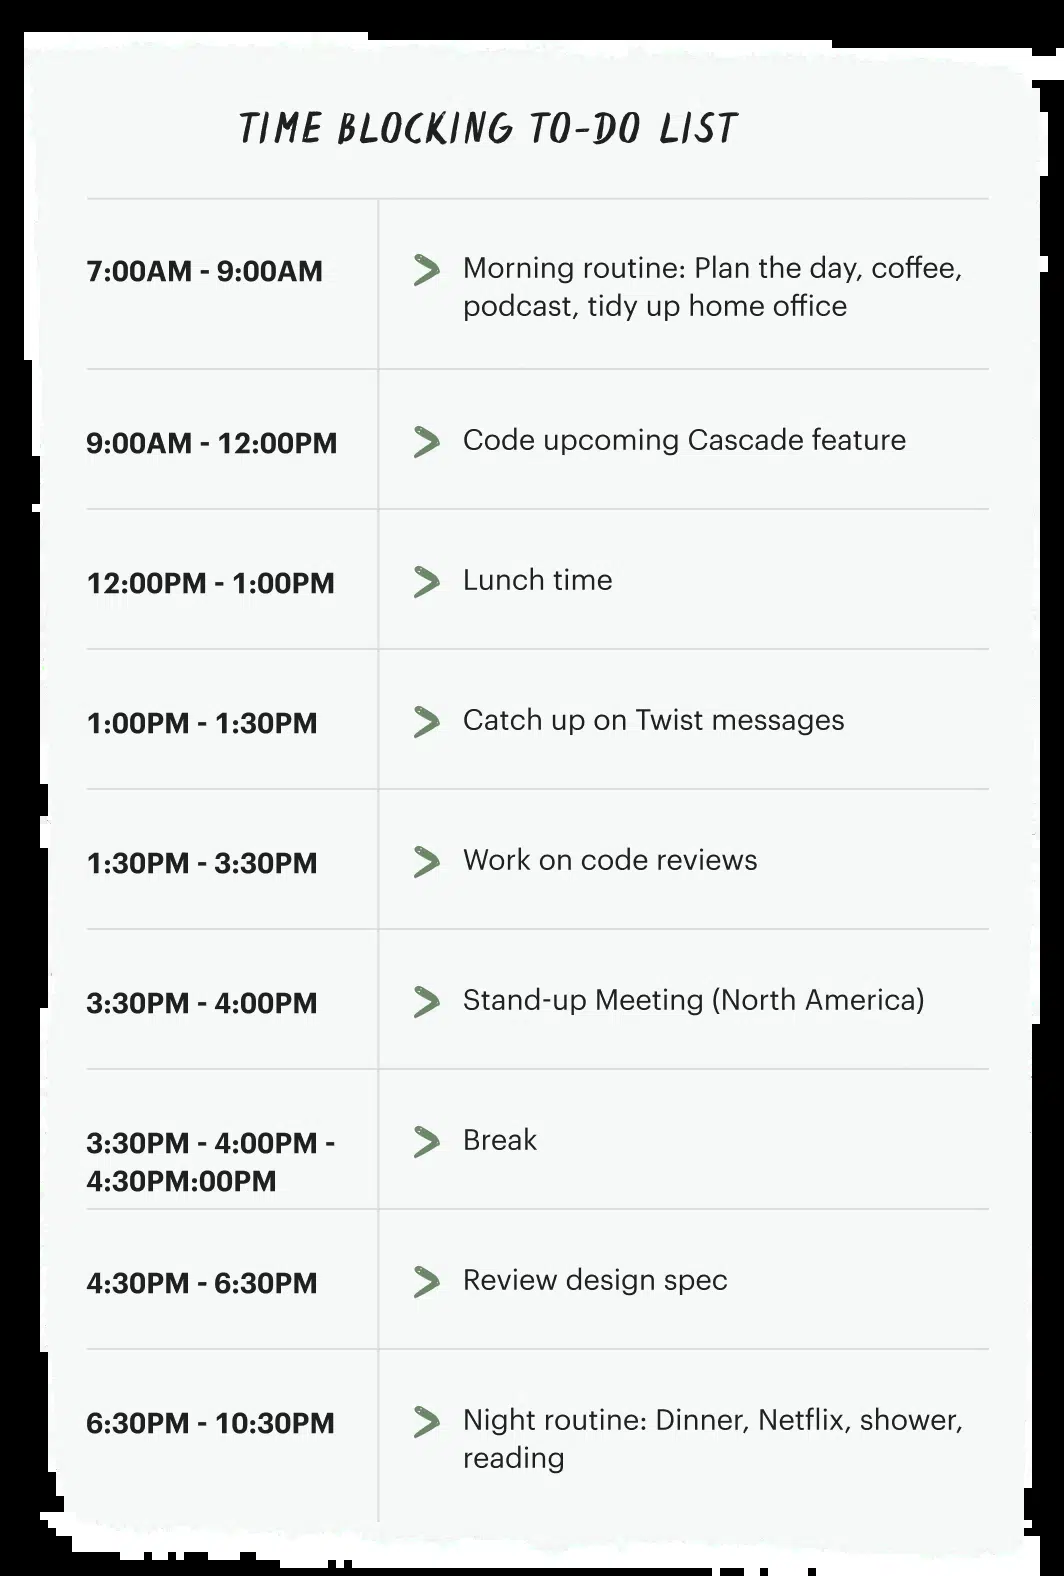 TIME BLOCKING TO-DO LIST
7:00AM - 9:00AM
Morning routine: Plan the day, coffee,
podcast, tidy up home office
9:00AM - 12:00PM
Code upcoming Cascade feature
12:00PM - 1:00PM
Lunch time
1:00PM - 1:30PM
Catch up on Twist messages
1:30PM - 3:30PM
Work on code reviews
3:30PM - 4:00PM
Stand-up Meeting (North America)
3:30PM - 4:00PM -
4:30PM:00PM
Break
4:30PM - 6:30PM
Review design spec
6:30PM - 10:30PM
Night routine: Dinner, Netflix, shower,
reading